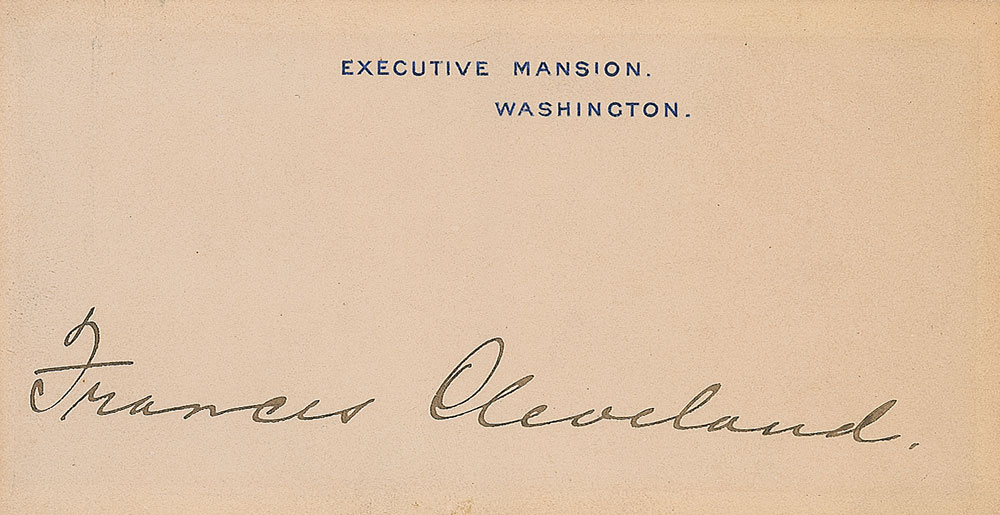 EXECUTIVE MANSION.
WASHINGTON.
Frances Cleveland.